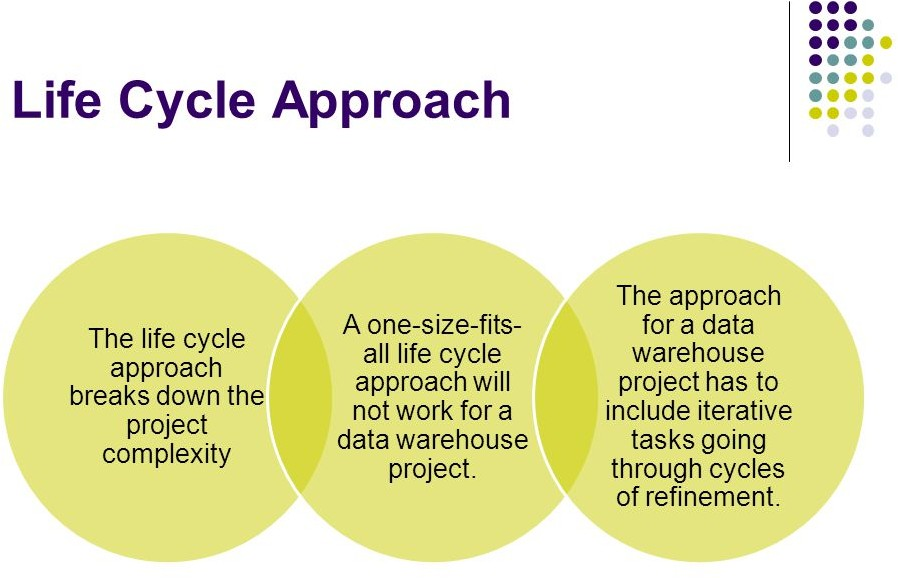 Life Cycle Approach
The life cycle
approach
breaks down the
project
complexity
A one-size-fits-
all life cycle
approach will
not work for a
data warehouse
project.
The approach
for a data
warehouse
project has to
include iterative
tasks going
through cycles
of refinement.